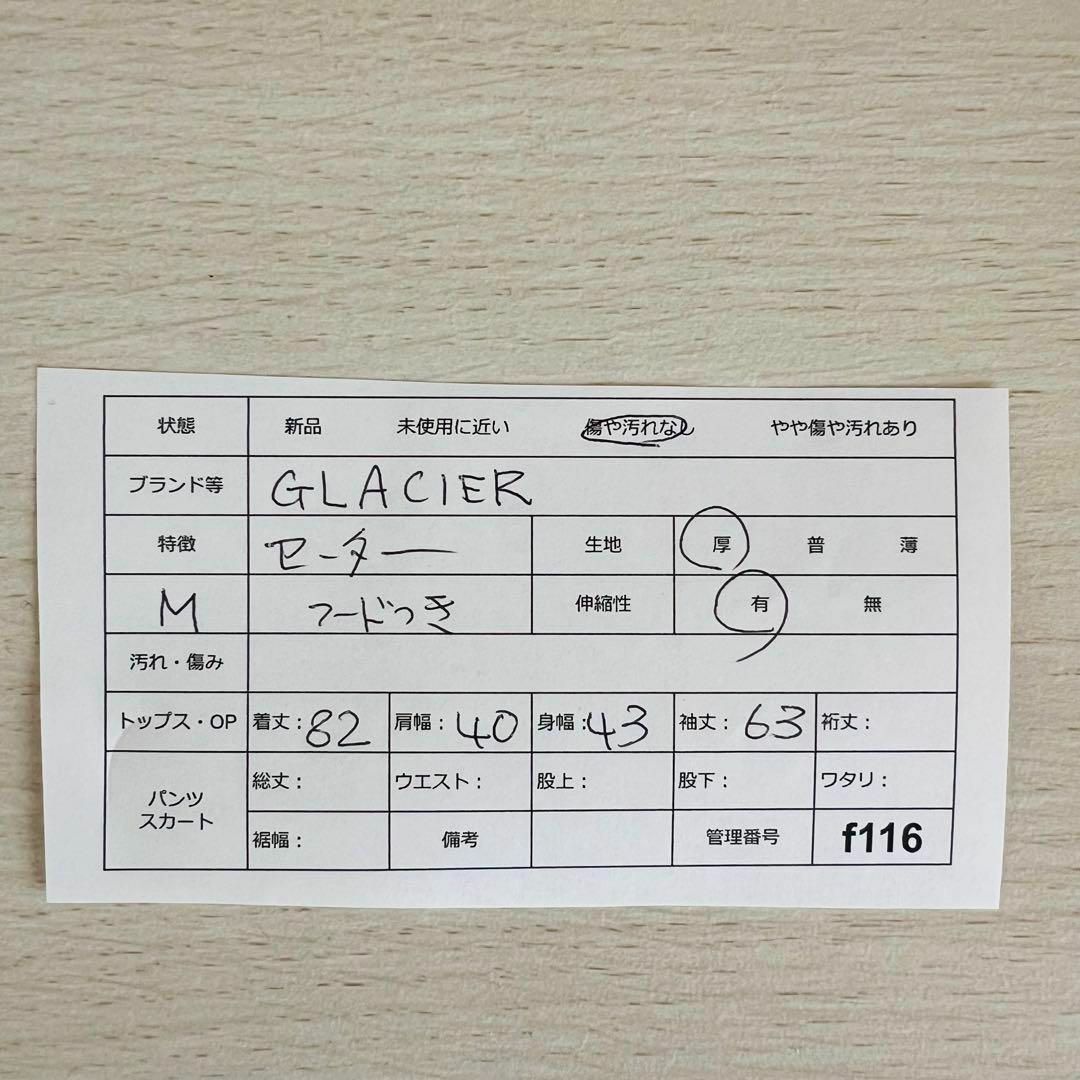 状態 新品 未使用に近い 傷や汚れなし やや傷や汚れあり
ブランド等 GLACIER
特徴 セーター 生地 厚 普 薄
M フードつき 伸縮性 有 無
汚れ・傷み
トップス・OP 着丈：82 肩幅：40 身幅：43 袖丈：63 裄丈：
パンツ スカート 総丈： ウエスト： 股上： 股下： ワタリ：
裾幅： 備考 管理番号 f116